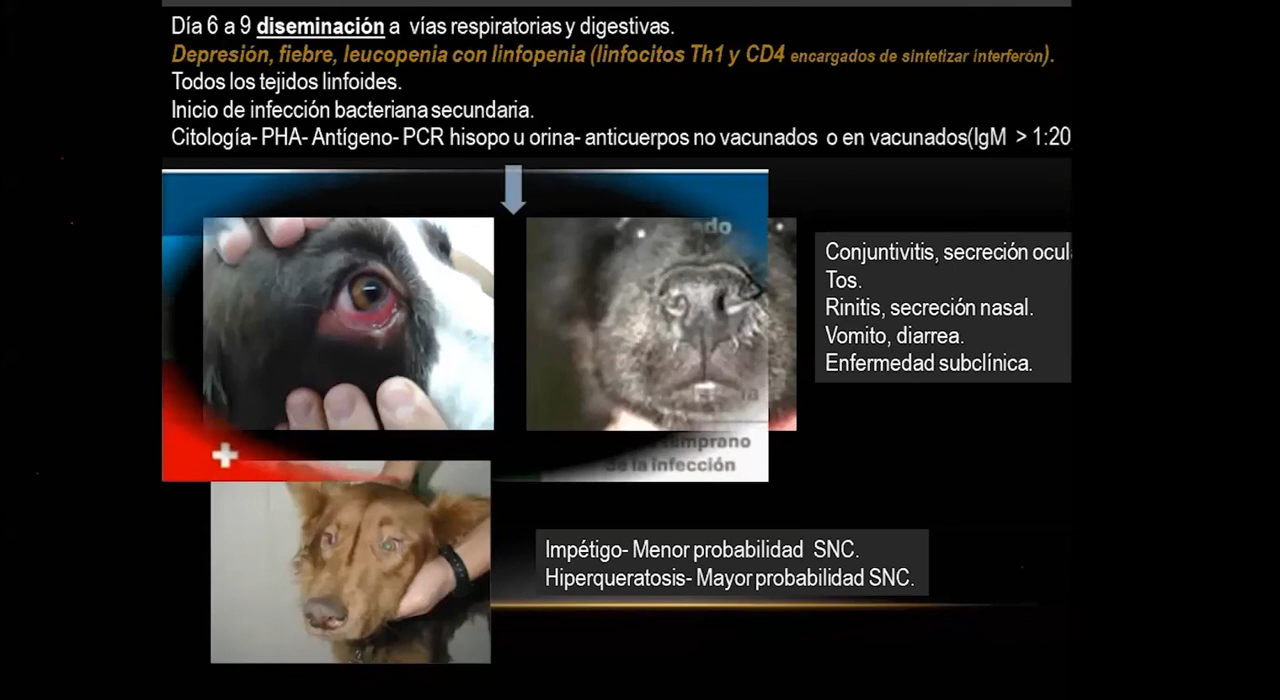 Día 6 a 9 diseminación a vías respiratorias y digestivas.
Depresión, fiebre, leucopenia con linfopenia (linfocitos Th1 y CD4 encargados de sintetizar interferón).
Todos los tejidos linfoides.
Inicio de infección bacteriana secundaria.
Citología- PHA- Antígeno- PCR hisopo u orina- anticuerpos no vacunados o en vacunados(IgM > 1:20
Conjuntivitis, secreción ocul
Tos.
Rinitis, secreción nasal.
Vomito, diarrea.
Enfermedad subclínica.
de la infección
Impétigo- Menor probabilidad SNC.
Hiperqueratosis- Mayor probabilidad SNC.